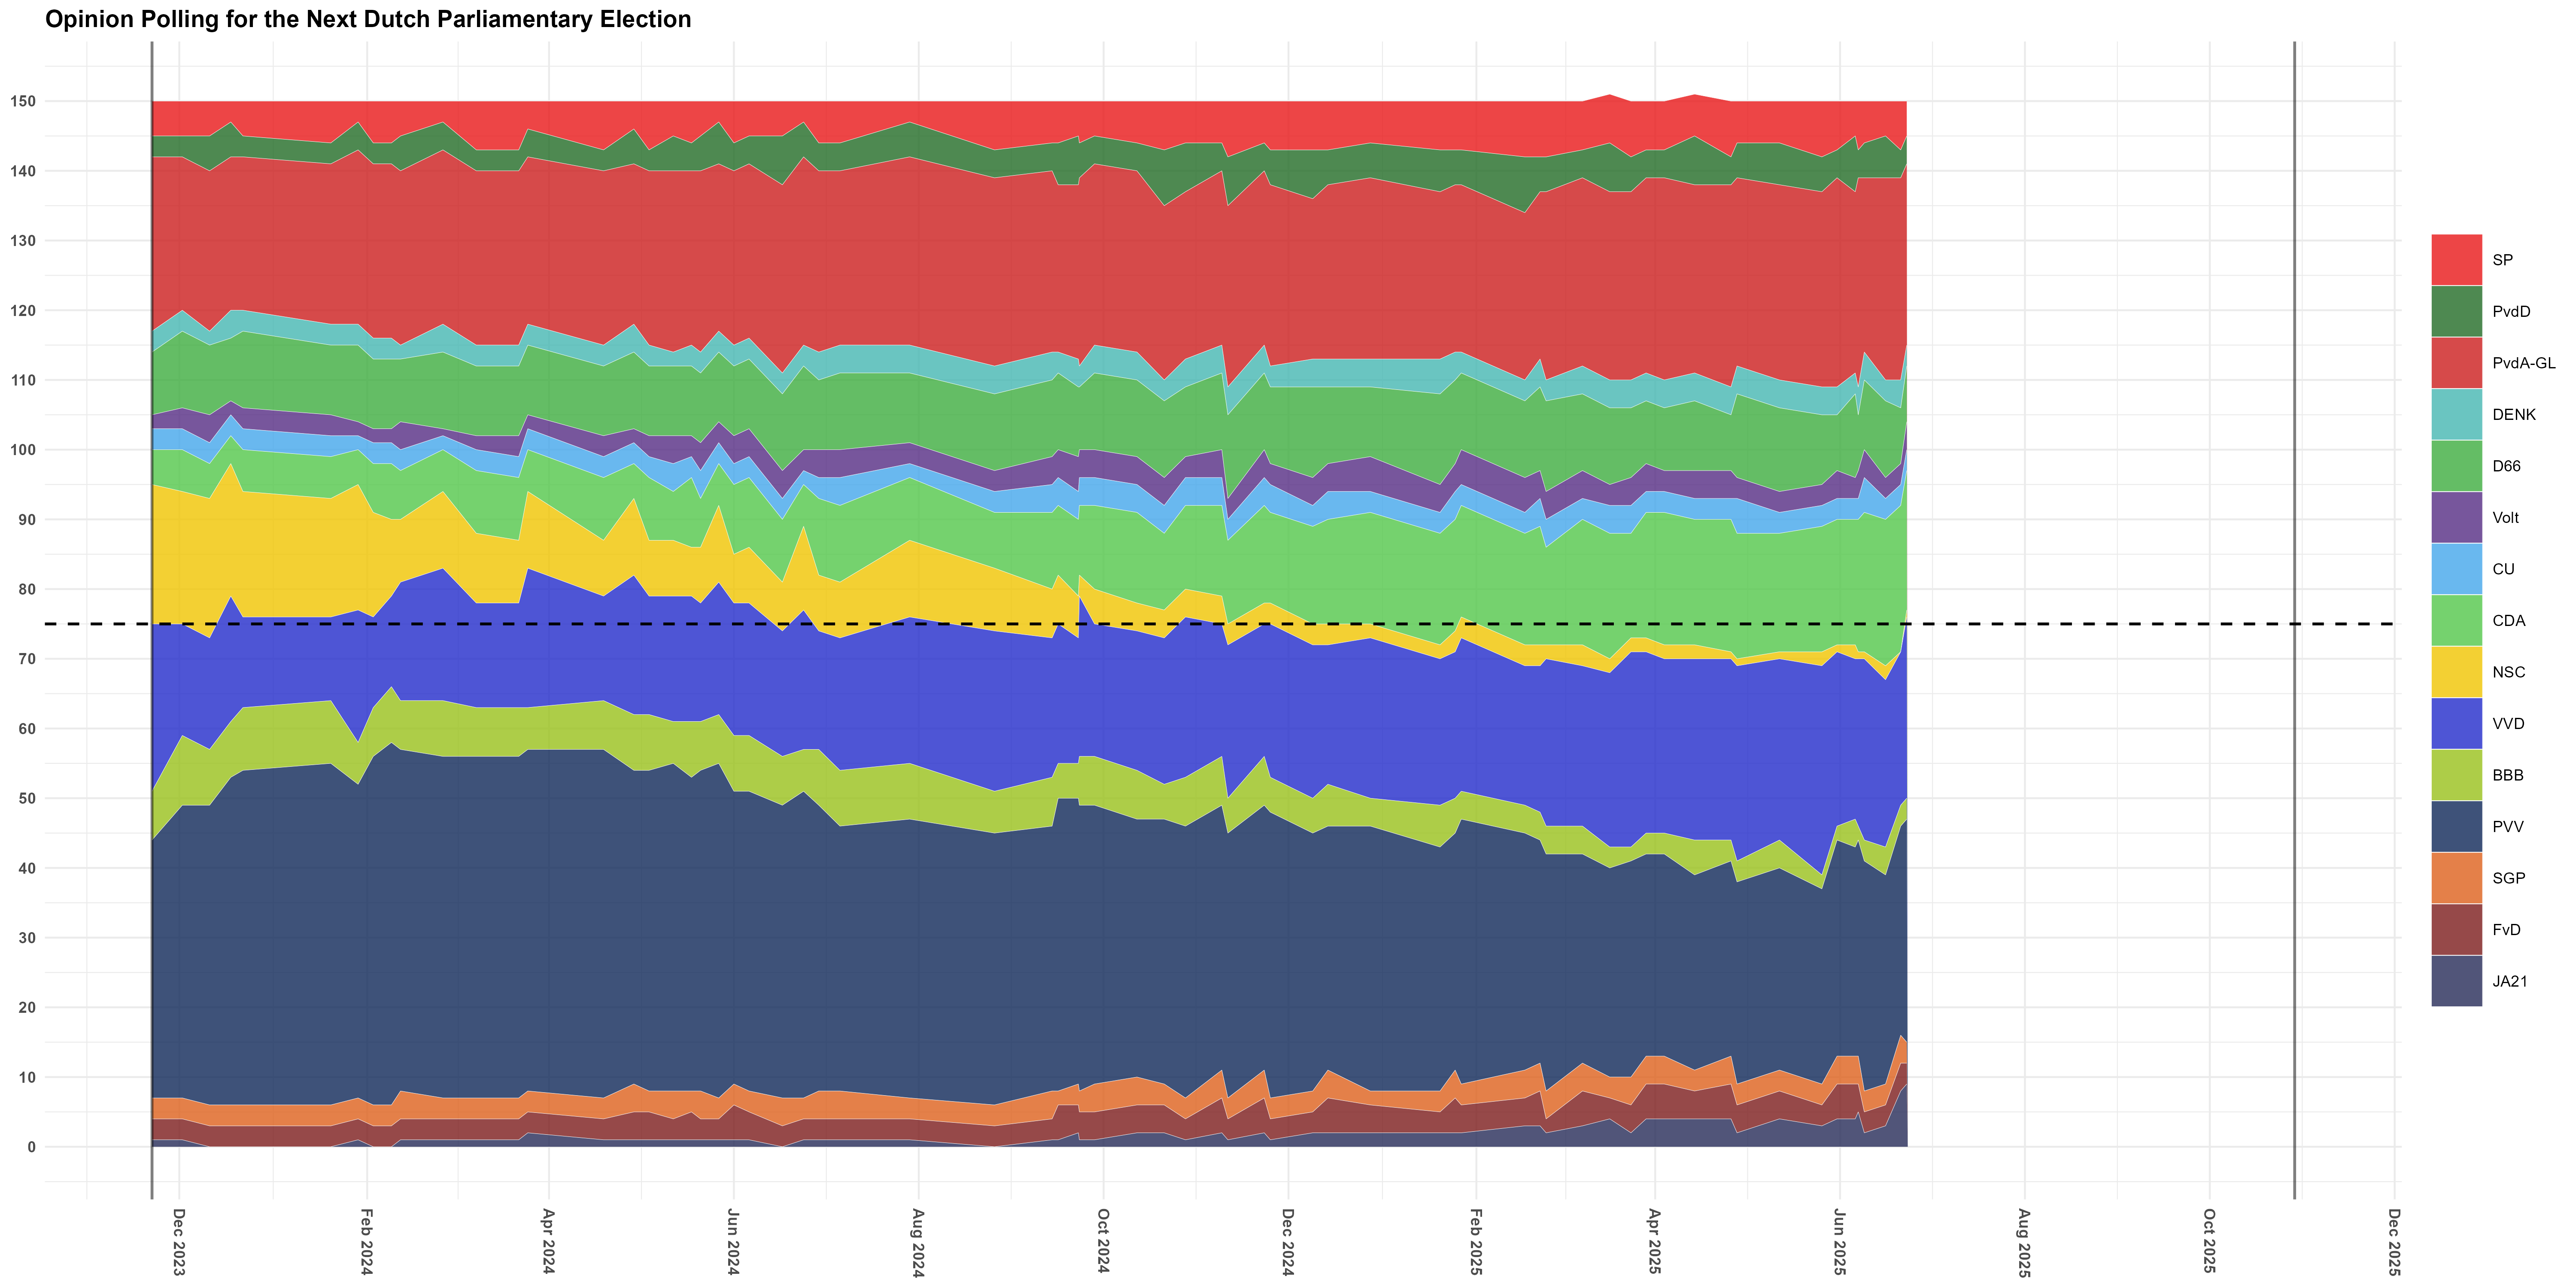 Opinion Polling for the Next Dutch Parliamentary Election
150
140
130
120
110
100
90
80
70
60
50
40
30
20
10
0
Dec 2023
Feb 2024
Apr 2024
Jun 2024
Aug 2024
Oct 2024
Dec 2024
Feb 2025
Apr 2025
Jun 2025
Aug 2025
Oct 2025
Dec 2025
SP
PvdD
PvdA-GL
DENK
D66
Volt
CU
CDA
NSC
VVD
BBB
PVV
SGP
FvD
JA21